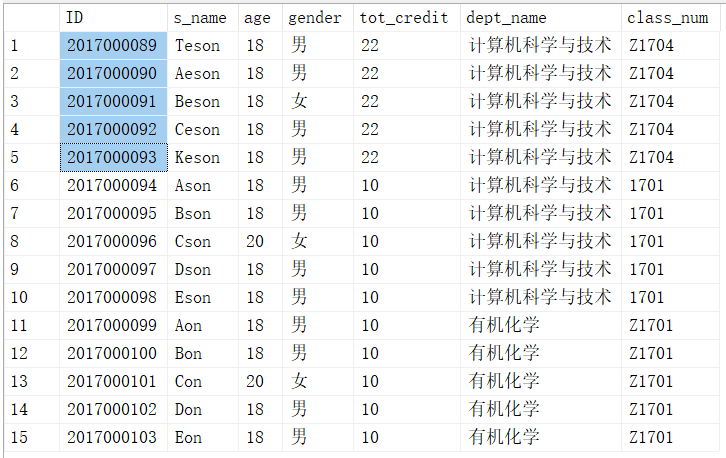 ID s_name age gender tot_credit dept_name class_num
1 2017000089 Teson 18 男 22 计算机科学与技术 Z1704
2 2017000090 Aeson 18 男 22 计算机科学与技术 Z1704
3 2017000091 Beson 18 女 22 计算机科学与技术 Z1704
4 2017000092 Ceson 18 男 22 计算机科学与技术 Z1704
5 2017000093 Keson 18 男 22 计算机科学与技术 Z1704
6 2017000094 Ason 18 男 10 计算机科学与技术 1701
7 2017000095 Bson 18 男 10 计算机科学与技术 1701
8 2017000096 Cson 20 女 10 计算机科学与技术 1701
9 2017000097 Dson 18 男 10 计算机科学与技术 1701
10 2017000098 Eson 18 男 10 计算机科学与技术 1701
11 2017000099 Aon 18 男 10 有机化学 Z1701
12 2017000100 Bon 18 男 10 有机化学 Z1701
13 2017000101 Con 20 女 10 有机化学 Z1701
14 2017000102 Don 18 男 10 有机化学 Z1701
15 2017000103 Eon 18 男 10 有机化学 Z1701